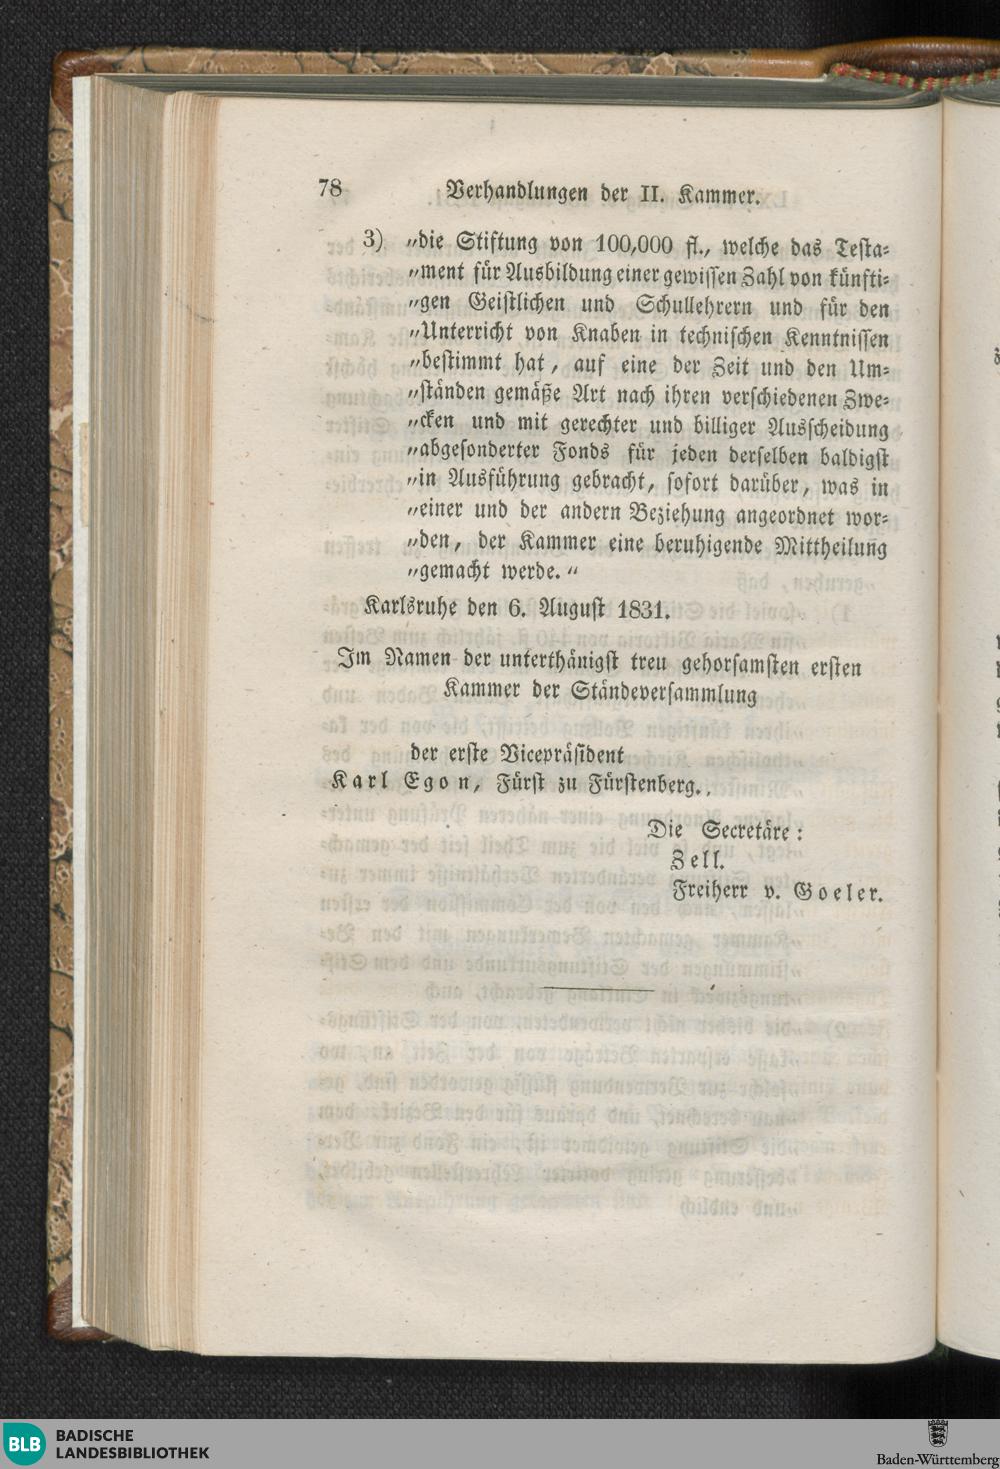 78 Verhandlungen der II. Kammer.
3) „die Stiftung von 100,000 fl., welche das Testa-
„ment für Ausbildung einer gewissen Zahl von künfti-
„gen Geistlichen und Schullehrern und für den
„Unterricht von Knaben in technischen Kenntnissen
„bestimmt hat, auf eine der Zeit und den Um-
„ständen gemäße Art nach ihren verschiedenen Zwe-
„cken und mit gerechter und billiger Ausscheidung
„abgesonderter Fonds für jeden derselben baldigst
„in Ausführung gebracht, sofort darüber, was in
„einer und der andern Beziehung angeordnet wor-
„den, der Kammer eine beruhigende Mittheilung
„gemacht werde.“
Karlsruhe den 6. August 1831.
Im Namen der unterthänigst treu gehorsamsten ersten
Kammer der Ständeversammlung
der erste Vicepräsident
Karl Egon, Fürst zu Fürstenberg.
Die Secretäre:
Zell.
Freiherr v. Goeler.
BLB BADISCHE
LANDESBIBLIOTHEK
Baden-Württemberg